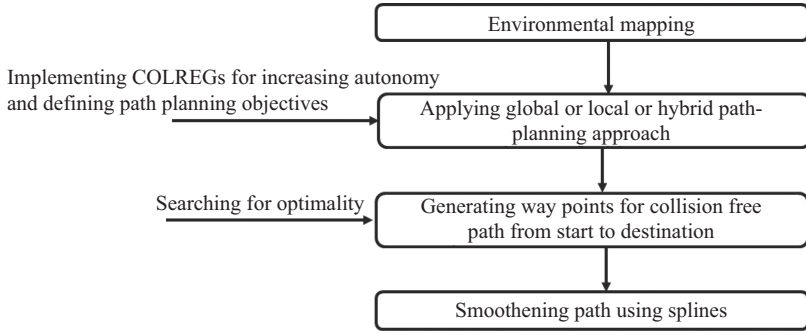 Environmental mapping
Implementing COLREGs for increasing autonomy
and defining path planning objectives
Applying global or local or hybrid path-
planning approach
Searching for optimality
Generating way points for collision free
path from start to destination
Smoothening path using splines